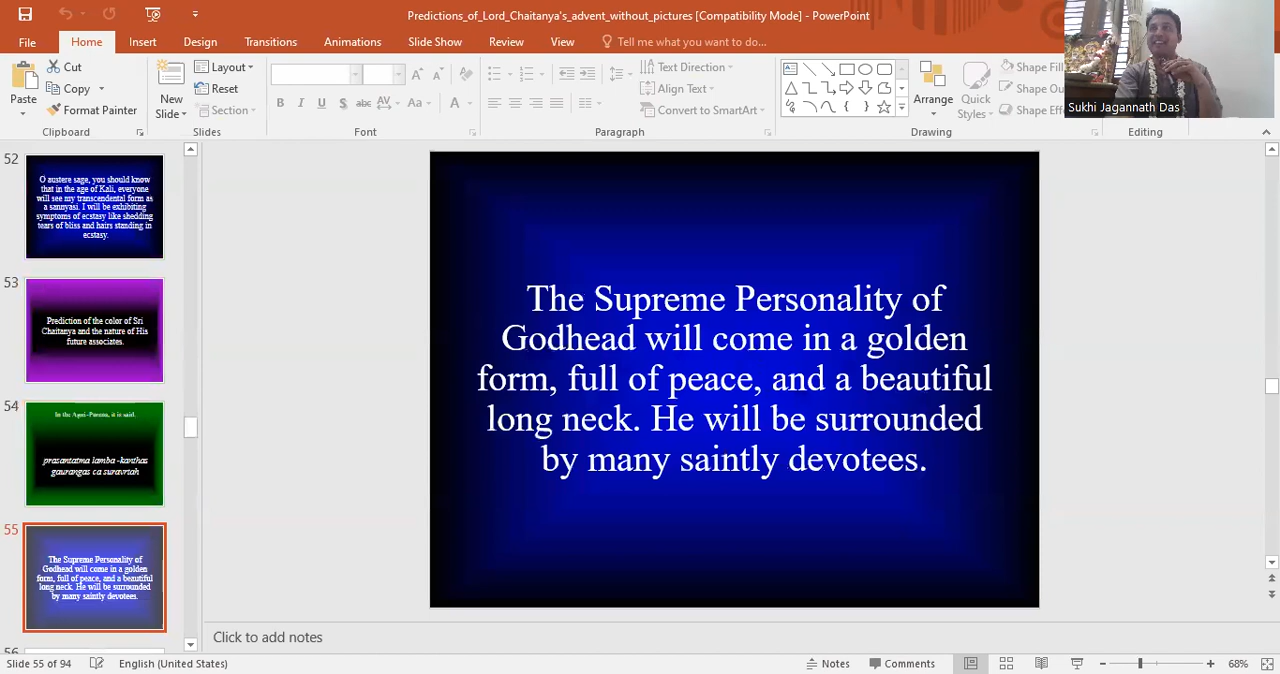 Predictions_of_Lord_Chaitanya's_advent_without_pictures [Compatibility Mode] - PowerPoint
File Home Insert Design Transitions Animations Slide Show Review View Tell me what you want to do...
Cut
Copy
Format Painter
Paste
Clipboard
New
Slide
Layout
Reset
Section
Slides
B I U S abc AV Aa A
Font
Paragraph
Text Direction
Align Text
Convert to SmartArt
Arrange
Quick
Styles
Shape Fill
Shape Ou
Shape Effe
Drawing
Editing
Sukhi Jagannath Das
52
O austere sage, you should know
that in the age of Kali, everyone
will see my transcendental form as
a sannyasi. I will be exhibiting
symptoms of ecstasy like shedding
tears of bliss and hairs standing in
ecstasy.
53
Prediction of the color of Sri
Chaitanya and the nature of His
future associates.
54
In the Agni-Purana, it is said.
prasantatma lamba -kanthas
gaurangas ca suravriah
55
The Supreme Personality of
Godhead will come in a golden
form, full of peace, and a beautiful
long neck. He will be surrounded
by many saintly devotees.
56
The Supreme Personality of
Godhead will come in a golden
form, full of peace, and a beautiful
long neck. He will be surrounded
by many saintly devotees.
Click to add notes
Slide 55 of 94 English (United States) Notes Comments 68%